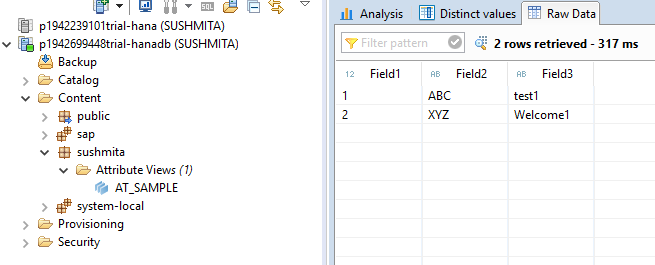 p1942239101trial-hana (SUSHMITA)
p1942699448trial-hanadb (SUSHMITA)
Backup
Catalog
Content
public
sap
sushmita
Attribute Views (1)
AT_SAMPLE
system-local
Provisioning
Security
Analysis Distinct values Raw Data
Filter pattern 2 rows retrieved - 317 ms
12 Field1 AB Field2 AB Field3
1 ABC test1
2 XYZ Welcome1